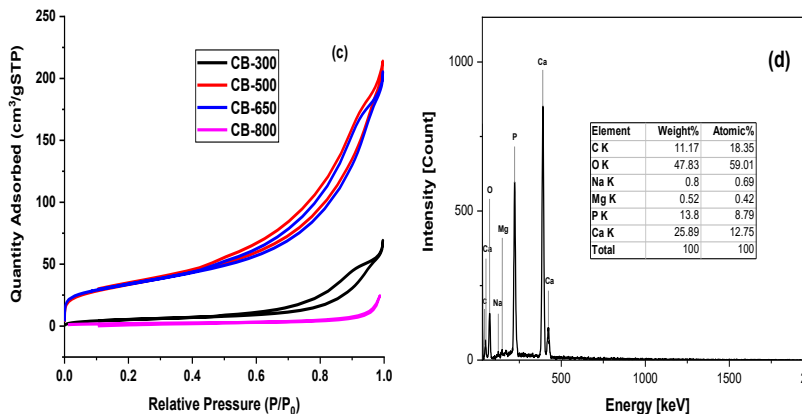 (c)
250
200
150
100
50
0
CB-300
CB-500
CB-650
CB-800
Quantity Adsorbed (cm³/gSTP)
0.0 0.2 0.4 0.6 0.8 1.0
Relative Pressure (P/P₀)
(d)
1000
500
0
Intensity [Count]
Ca
P
O
Mg
Ca
Na
C
Ca
Element Weight% Atomic%
C K 11.17 18.35
O K 47.83 59.01
Na K 0.8 0.69
Mg K 0.52 0.42
P K 13.8 8.79
Ca K 25.89 12.75
Total 100 100
500 1000 1500 2
Energy [keV]